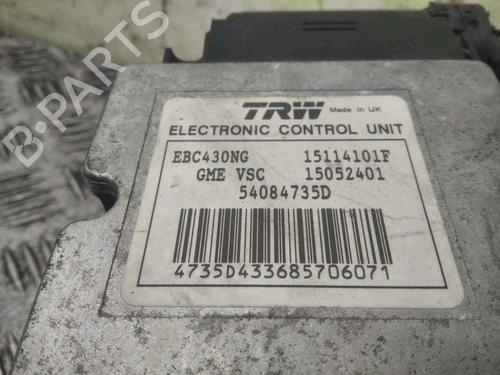 B-PARTS
TRW Made in UK
ELECTRONIC CONTROL UNIT
EBC430NG 15114101F
GME VSC 15052401
54084735D
4735D433685706071